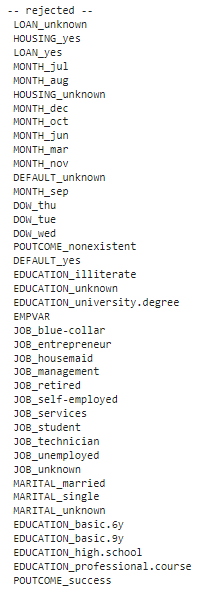 -- rejected --
LOAN_unknown
HOUSING_yes
LOAN_yes
MONTH_jul
MONTH_aug
HOUSING_unknown
MONTH_dec
MONTH_oct
MONTH_jun
MONTH_mar
MONTH_nov
DEFAULT_unknown
MONTH_sep
DOW_thu
DOW_tue
DOW_wed
POUTCOME_nonexistent
DEFAULT_yes
EDUCATION_illiterate
EDUCATION_unknown
EDUCATION_university.degree
EMPVAR
JOB_blue-collar
JOB_entrepreneur
JOB_housemaid
JOB_management
JOB_retired
JOB_self-employed
JOB_services
JOB_student
JOB_technician
JOB_unemployed
JOB_unknown
MARITAL_married
MARITAL_single
MARITAL_unknown
EDUCATION_basic.6y
EDUCATION_basic.9y
EDUCATION_high.school
EDUCATION_professional.course
POUTCOME_success